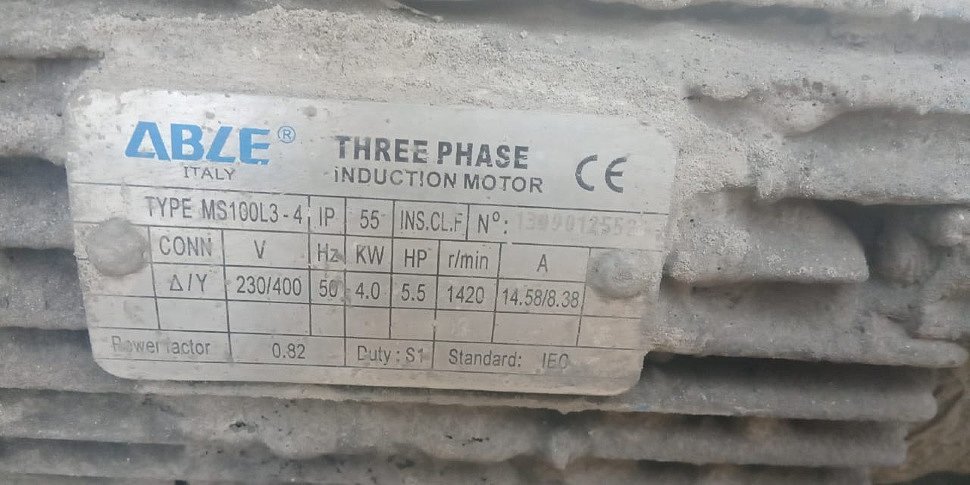 ABLE®
ITALY
THREE PHASE
INDUCTION MOTOR
CE
TYPE MS100L3-4 IP 55 INS.CL.F Nº:
CONN V Hz KW HP r/min A
Δ/Y 230/400 50 4.0 5.5 1420 14.58/8.38
Power factor 0.82 Duty: S1 Standard: IEC